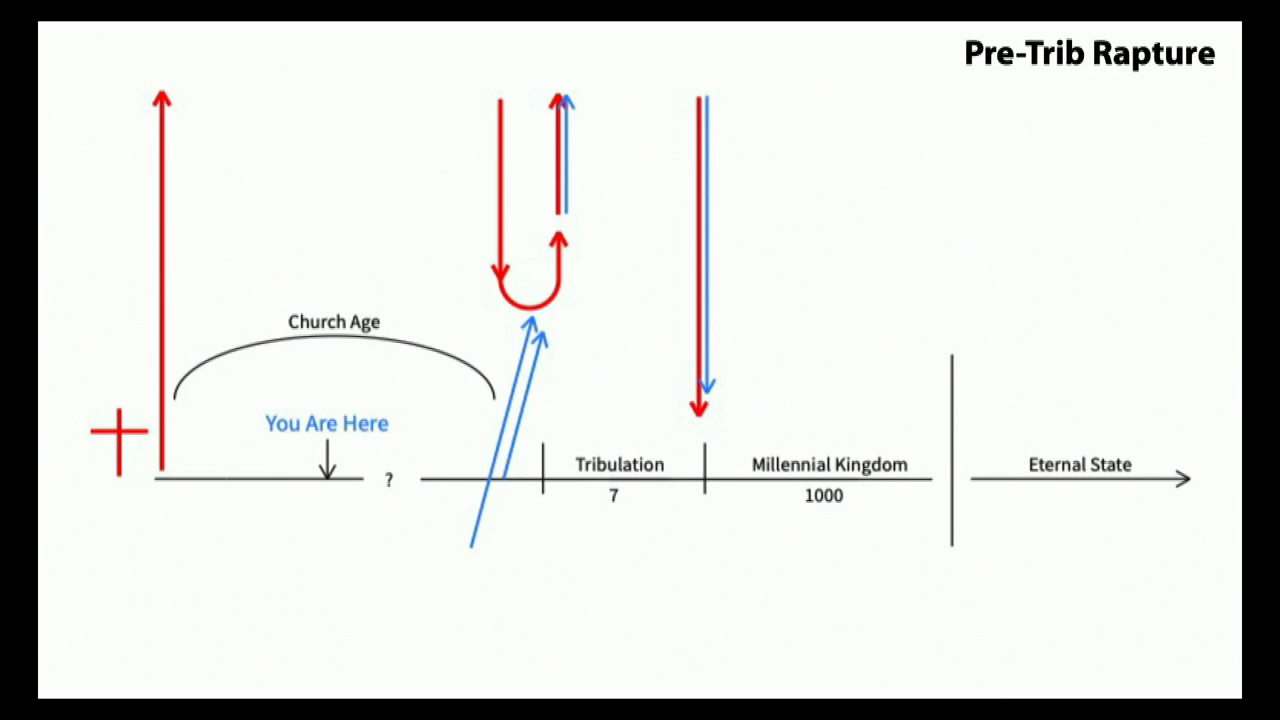 Pre-Trib Rapture
Church Age
You Are Here
?
Tribulation
7
Millennial Kingdom
1000
Eternal State